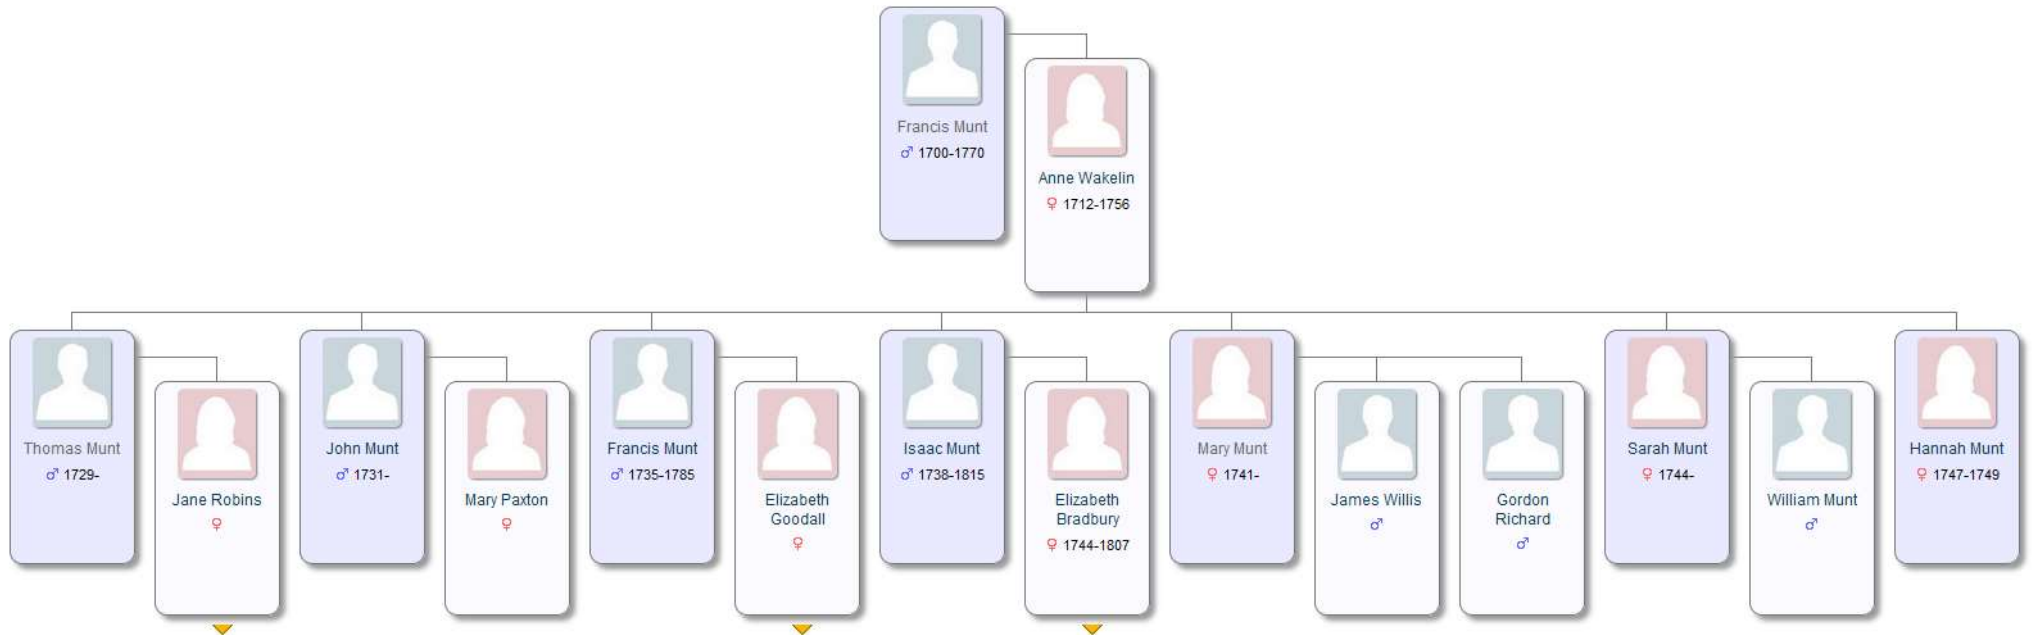 Francis Munt
♂ 1700-1770
Anne Wakelin
♀ 1712-1756
Thomas Munt
♂ 1729-
Jane Robins
♀
John Munt
♂ 1731-
Mary Paxton
♀
Francis Munt
♂ 1735-1785
Elizabeth
Goodall
♀
Isaac Munt
♂ 1738-1815
Elizabeth
Bradbury
♀ 1744-1807
Mary Munt
♀ 1741-
James Willis
♂
Gordon
Richard
♂
Sarah Munt
♀ 1744-
William Munt
♂
Hannah Munt
♀ 1747-1749